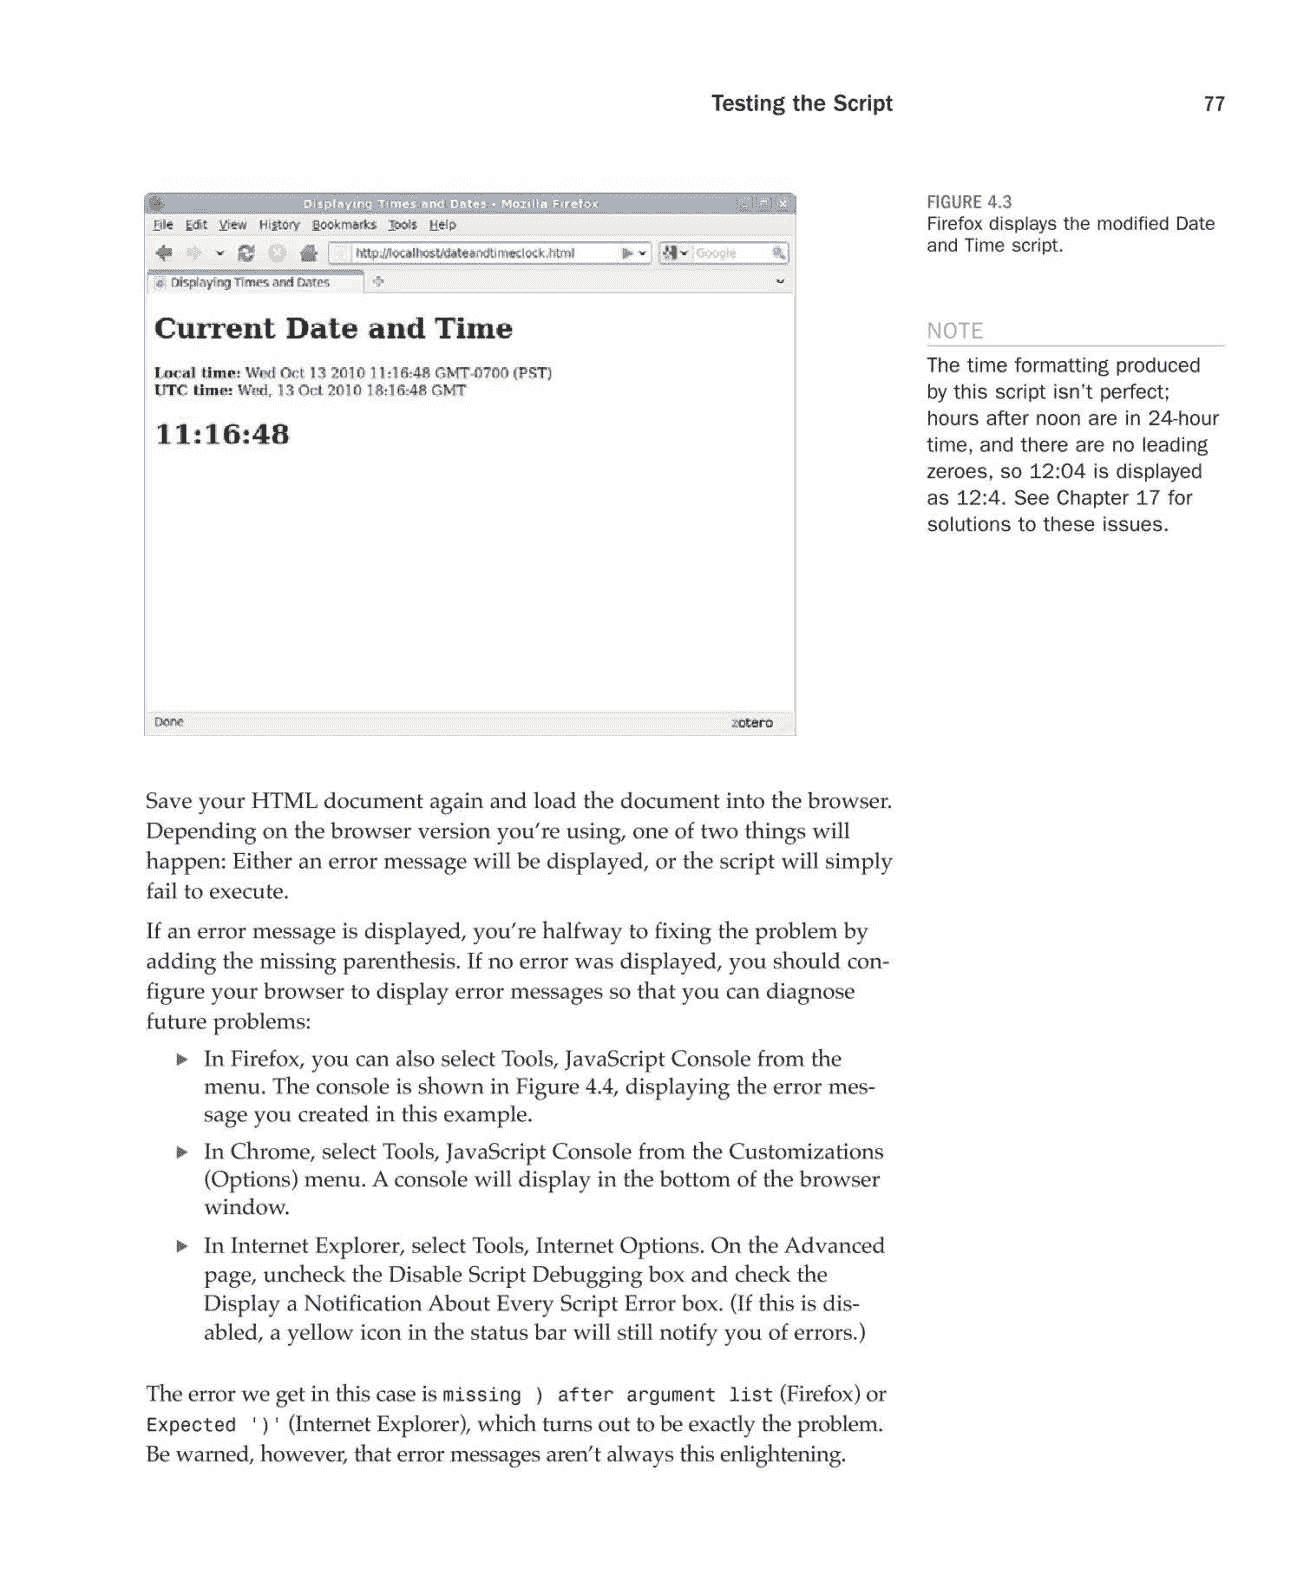 Testing the Script
77
Displaying Times and Dates - Mozilla Firefox
File Edit View History Bookmarks Tools Help
http://localhost/dateandtimeclock.html
Google
Displaying Times and Dates
Current Date and Time
Local time: Wed Oct 13 2010 11:16:48 GMT-0700 (PST)
UTC time: Wed, 13 Oct 2010 18:16:48 GMT
11:16:48
Done
zotero
FIGURE 4.3
Firefox displays the modified Date
and Time script.
NOTE
The time formatting produced
by this script isn't perfect;
hours after noon are in 24-hour
time, and there are no leading
zeroes, so 12:04 is displayed
as 12:4. See Chapter 17 for
solutions to these issues.
Save your HTML document again and load the document into the browser.
Depending on the browser version you're using, one of two things will
happen: Either an error message will be displayed, or the script will simply
fail to execute.
If an error message is displayed, you're halfway to fixing the problem by
adding the missing parenthesis. If no error was displayed, you should con-
figure your browser to display error messages so that you can diagnose
future problems:
▶ In Firefox, you can also select Tools, JavaScript Console from the
menu. The console is shown in Figure 4.4, displaying the error mes-
sage you created in this example.
▶ In Chrome, select Tools, JavaScript Console from the Customizations
(Options) menu. A console will display in the bottom of the browser
window.
▶ In Internet Explorer, select Tools, Internet Options. On the Advanced
page, uncheck the Disable Script Debugging box and check the
Display a Notification About Every Script Error box. (If this is dis-
abled, a yellow icon in the status bar will still notify you of errors.)
The error we get in this case is missing ) after argument list (Firefox) or
Expected ')' (Internet Explorer), which turns out to be exactly the problem.
Be warned, however, that error messages aren't always this enlightening.